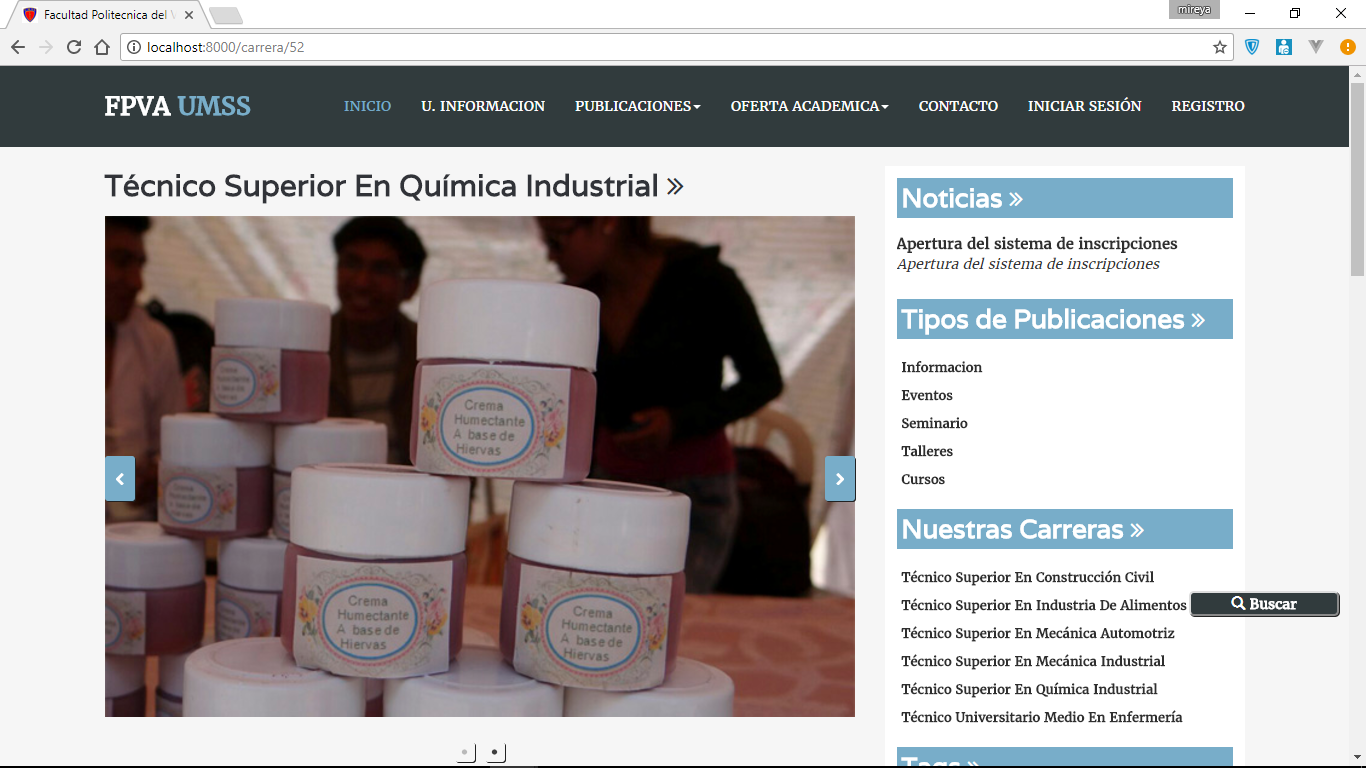 Facultad Politecnica del V
mireya
localhost:8000/carrera/52
FPVA UMSS
INICIO
U. INFORMACION
PUBLICACIONES
OFERTA ACADEMICA
CONTACTO
INICIAR SESIÓN
REGISTRO
Técnico Superior En Química Industrial »
Crema
Humectante
A base de
Hiervas
Crema
Humectante
A base de
Hiervas
Crema
Humectante
A base de
Hiervas
Noticias »
Apertura del sistema de inscripciones
Apertura del sistema de inscripciones
Tipos de Publicaciones »
Informacion
Eventos
Seminario
Talleres
Cursos
Nuestras Carreras »
Técnico Superior En Construcción Civil
Técnico Superior En Industria De Alimentos
Buscar
Técnico Superior En Mecánica Automotriz
Técnico Superior En Mecánica Industrial
Técnico Superior En Química Industrial
Técnico Universitario Medio En Enfermería
Tags »